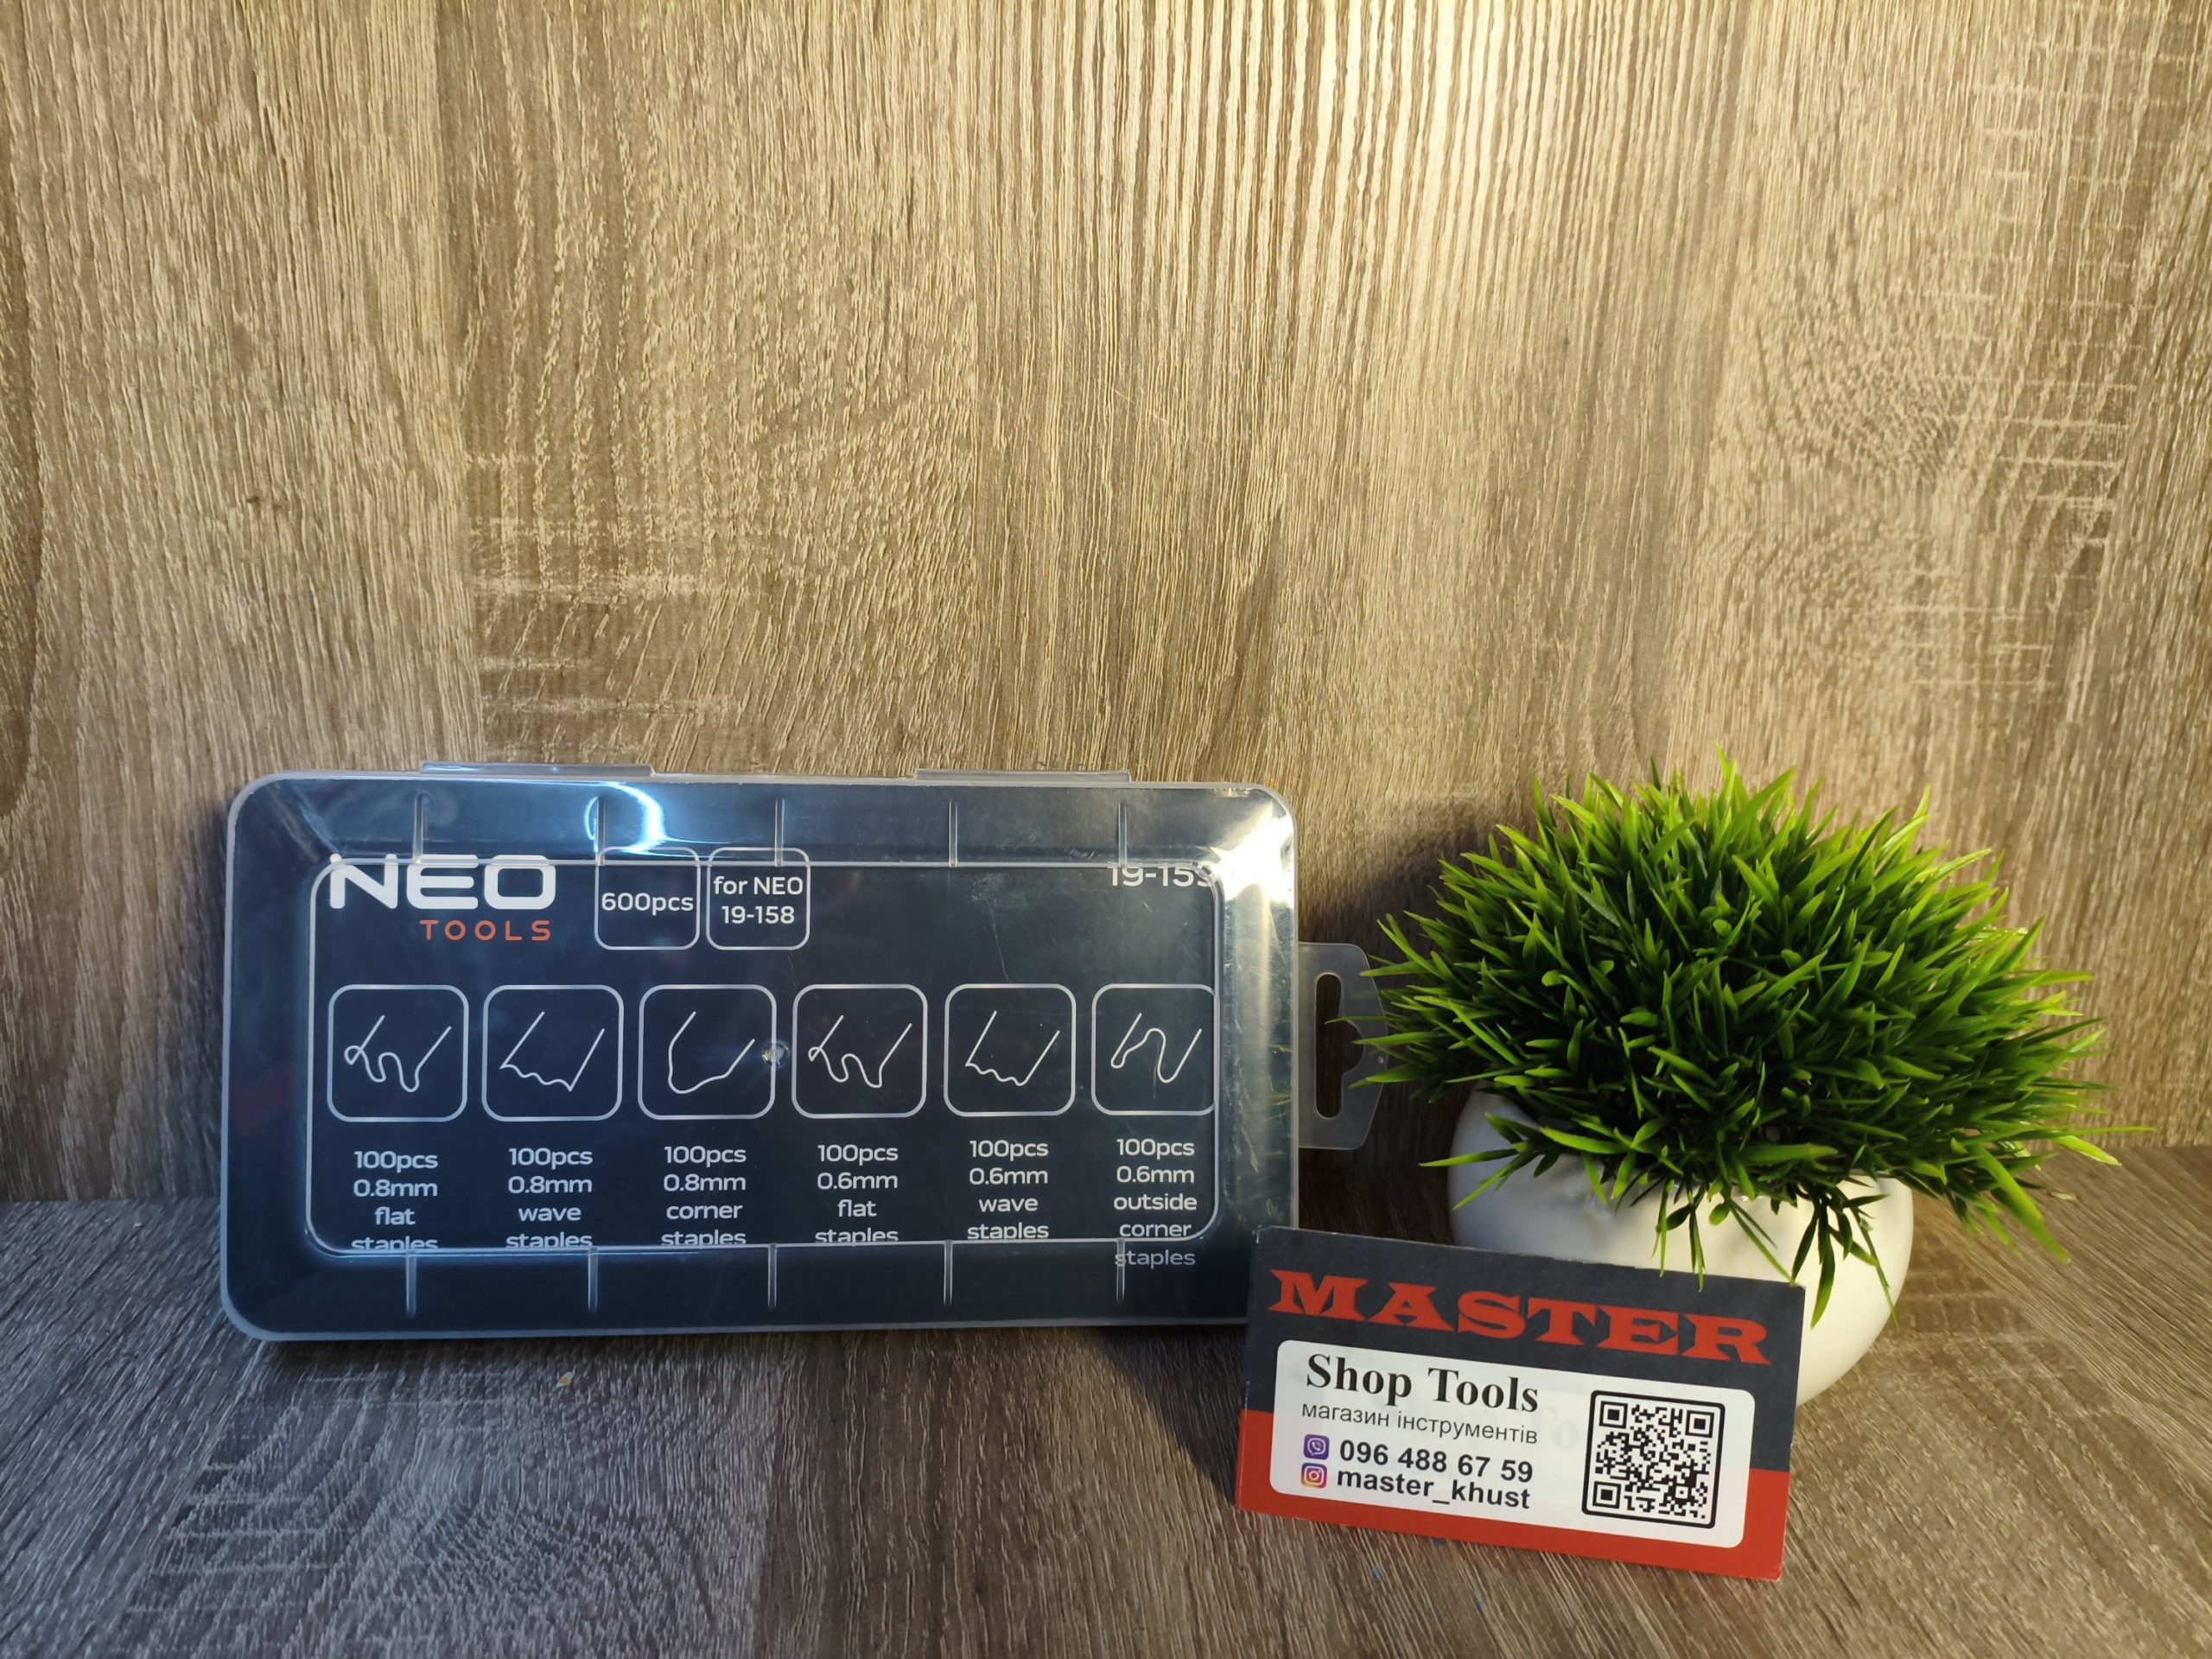 NEO
TOOLS
600pcs
for NEO
19-158
19-159
100pcs
0.8mm
flat
staples
100pcs
0.8mm
wave
staples
100pcs
0.8mm
corner
staples
100pcs
0.6mm
flat
staples
100pcs
0.6mm
wave
staples
100pcs
0.6mm
outside
corner
staples
MASTER
Shop Tools
магазин інструментів
096 488 67 59
master_khust